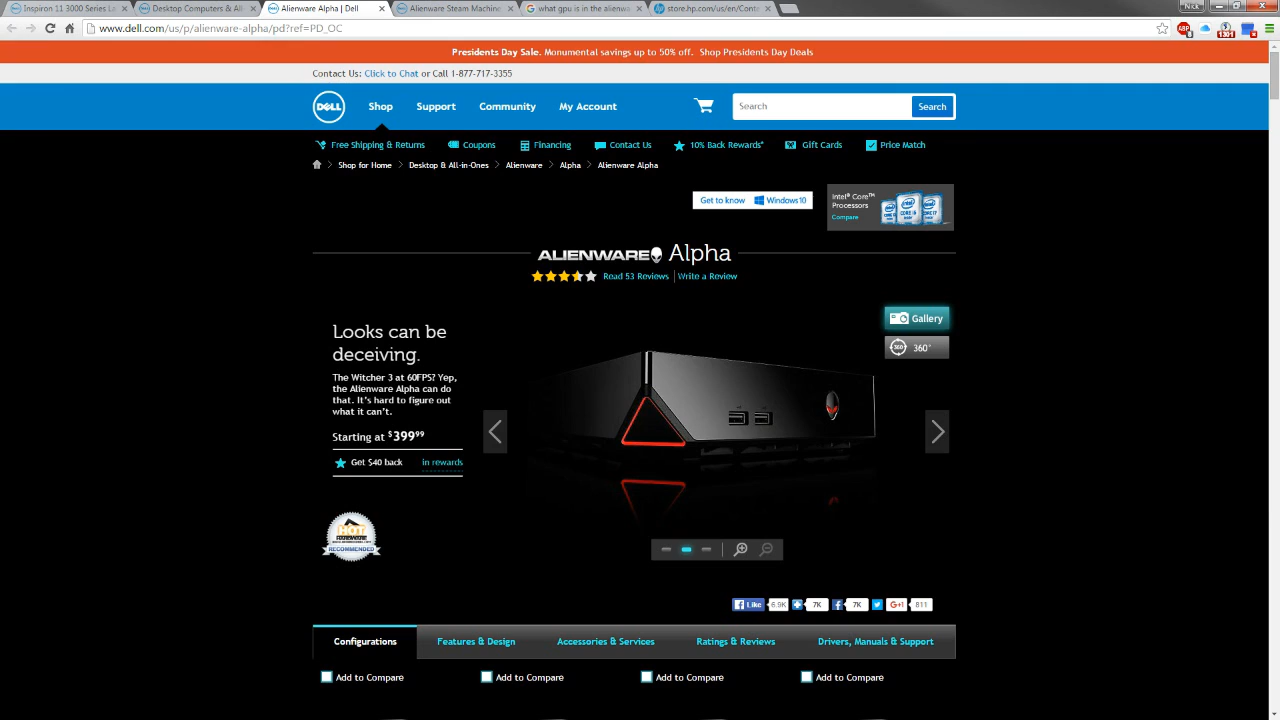 Inspiron 11 3000 Series La
Desktop Computers & All-
Alienware Alpha | Dell
Alienware Steam Machine
what gpu is in the alienwa
store.hp.com/us/en/Conte
Nick
www.dell.com/us/p/alienware-alpha/pd?ref=PD_OC
1301
Presidents Day Sale. Monumental savings up to 50% off. Shop Presidents Day Deals
Contact Us: Click to Chat or Call 1-877-717-3355
DELL
Shop
Support
Community
My Account
Search
Search
Free Shipping & Returns
Coupons
Financing
Contact Us
10% Back Rewards*
Gift Cards
Price Match
Shop for Home
Desktop & All-in-Ones
Alienware
Alpha
Alienware Alpha
Get to know Windows10
Intel® Core™
Processors
Compare
ALIENWARE Alpha
Read 53 Reviews | Write a Review
Gallery
360°
Looks can be
deceiving.
The Witcher 3 at 60FPS? Yep,
the Alienware Alpha can do
that. It's hard to figure out
what it can't.
Starting at $399⁹⁹
Get $40 back in rewards
HOT
HARDWARE
RECOMMENDED
Like 6.9K
7K
7K
+1 811
Configurations
Features & Design
Accessories & Services
Ratings & Reviews
Drivers, Manuals & Support
Add to Compare
Add to Compare
Add to Compare
Add to Compare